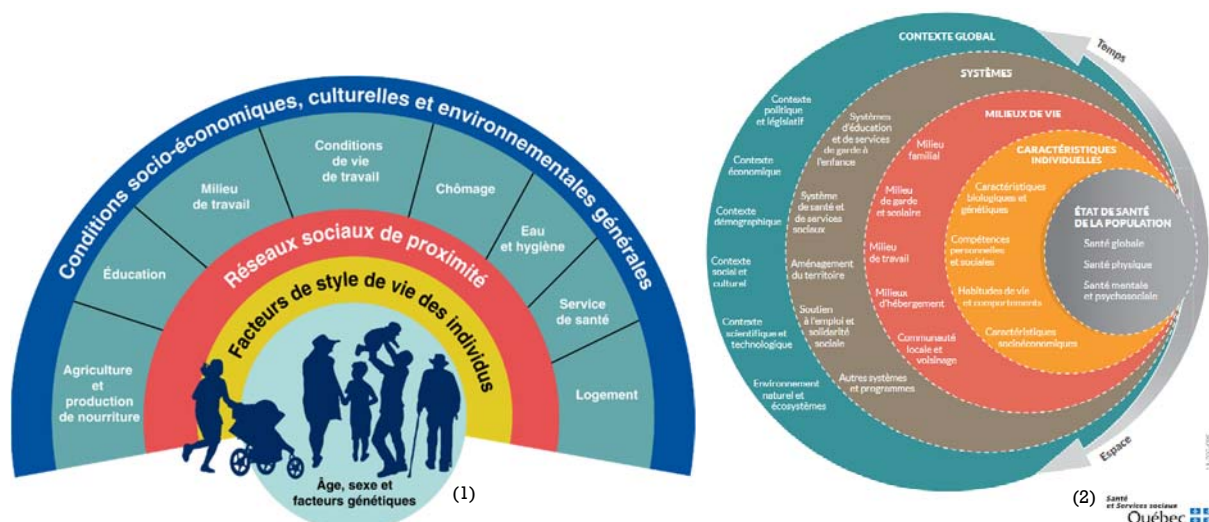 Conditions socio-économiques, culturelles et environnementales générales
Agriculture
et
production
de nourriture
Éducation
Milieu
de travail
Conditions
de vie
de travail
Chômage
Eau
et hygiène
Service
de santé
Logement
Réseaux sociaux de proximité
Facteurs de style de vie des individus
Âge, sexe et
facteurs génétiques
(1)
CONTEXTE GLOBAL
Contexte
politique
et législatif
Contexte
économique
Contexte
démographique
Contexte
social et
culturel
Contexte
scientifique et
technologique
Environnement
naturel et
écosystèmes
SYSTÈMES
Systèmes
d'éducation
et de services
de garde à
l'enfance
Système
de santé et
de services
sociaux
Aménagement
du territoire
Soutien
à l'emploi et
solidarité
sociale
Autres systèmes
et programmes
MILIEUX DE VIE
Milieu
familial
Milieu
de garde
et scolaire
Milieu
de travail
Milieux
d'hébergement
Communauté
locale et
voisinage
CARACTÉRISTIQUES
INDIVIDUELLES
Caractéristiques
biologiques et
génétiques
Compétences
personnelles
et sociales
Habitudes de vie
et comportements
Caractéristiques
socioéconomiques
ÉTAT DE SANTÉ
DE LA POPULATION
Santé globale
Santé physique
Santé mentale
et psychosociale
Temps
Espace
(2)
Santé
et Services sociaux
Québec